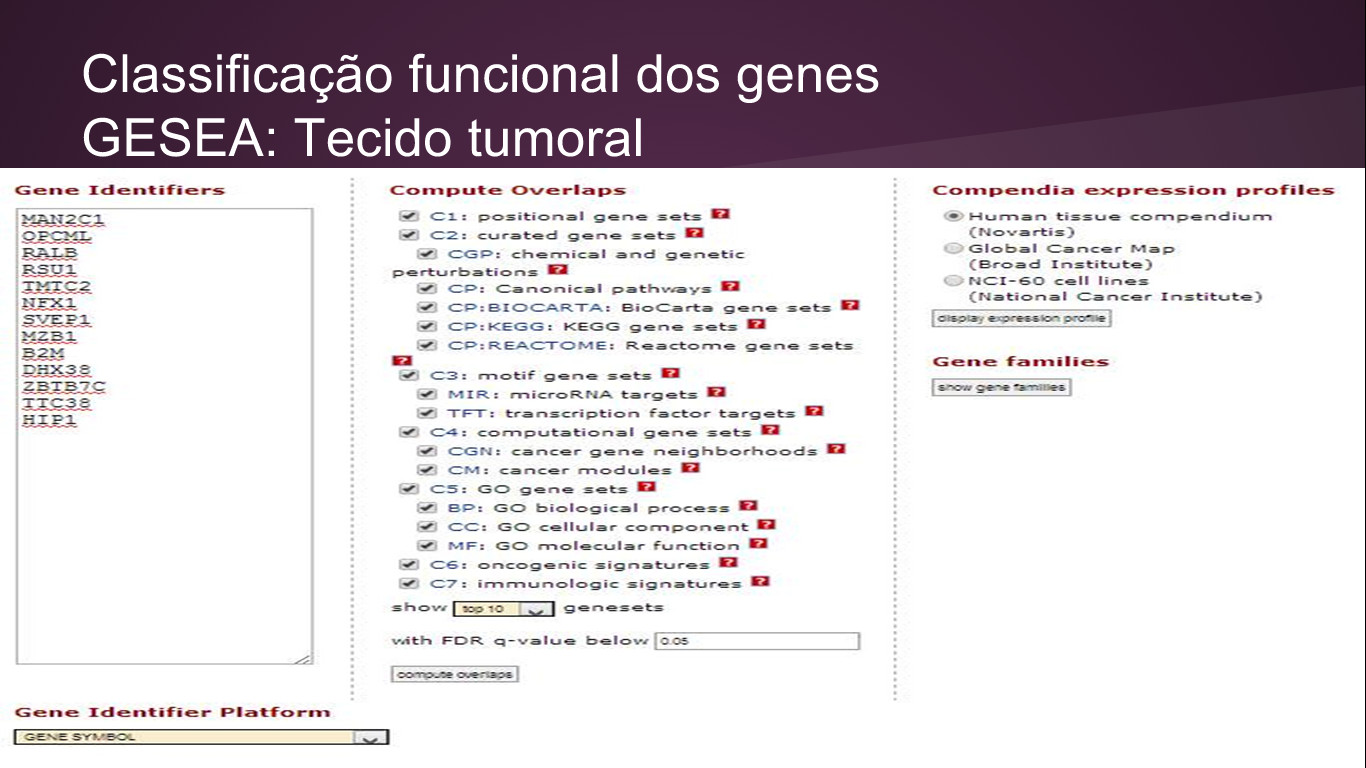 Classificação funcional dos genes
GESEA: Tecido tumoral
Gene Identifiers
MAN2C1
OPCML
RALB
RSU1
TMTC2
NFX1
SVEP1
MZB1
B2M
DHX38
ZBTB7C
TTC38
HIP1
Gene Identifier Platform
GENE SYMBOL
Compute Overlaps
C1: positional gene sets ?
C2: curated gene sets ?
CGP: chemical and genetic
perturbations ?
CP: Canonical pathways ?
CP:BIOCARTA: BioCarta gene sets ?
CP:KEGG: KEGG gene sets ?
CP:REACTOME: Reactome gene sets
?
C3: motif gene sets ?
MIR: microRNA targets ?
TFT: transcription factor targets ?
C4: computational gene sets ?
CGN: cancer gene neighborhoods ?
CM: cancer modules ?
C5: GO gene sets ?
BP: GO biological process ?
CC: GO cellular component ?
MF: GO molecular function ?
C6: oncogenic signatures ?
C7: immunologic signatures ?
show top 10 genesets
with FDR q-value below 0.05
compute overlaps
Compendia expression profiles
Human tissue compendium
(Novartis)
Global Cancer Map
(Broad Institute)
NCI-60 cell lines
(National Cancer Institute)
display expression profile
Gene families
show gene families